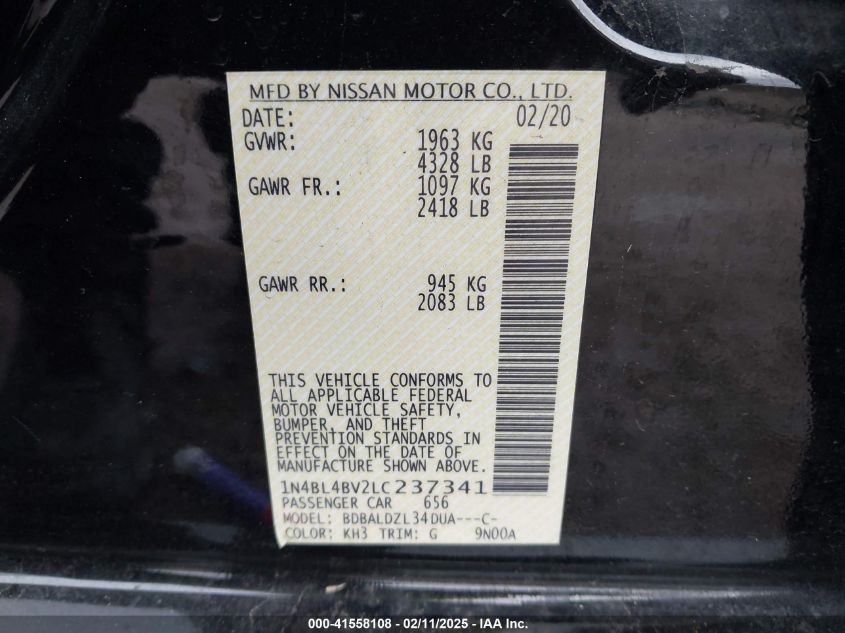 MFD BY NISSAN MOTOR CO., LTD.
DATE: 02/20
GVWR: 1963 KG
4328 LB
GAWR FR.: 1097 KG
2418 LB
GAWR RR.: 945 KG
2083 LB
THIS VEHICLE CONFORMS TO
ALL APPLICABLE FEDERAL
MOTOR VEHICLE SAFETY,
BUMPER, AND THEFT
PREVENTION STANDARDS IN
EFFECT ON THE DATE OF
MANUFACTURE SHOWN ABOVE.
1N4BL4BV2LC237341
PASSENGER CAR 656
MODEL: BDBALDZL34DUA---C-
COLOR: KH3 TRIM: G 9N00A
000-41558108 - 02/11/2025 - IAA Inc.